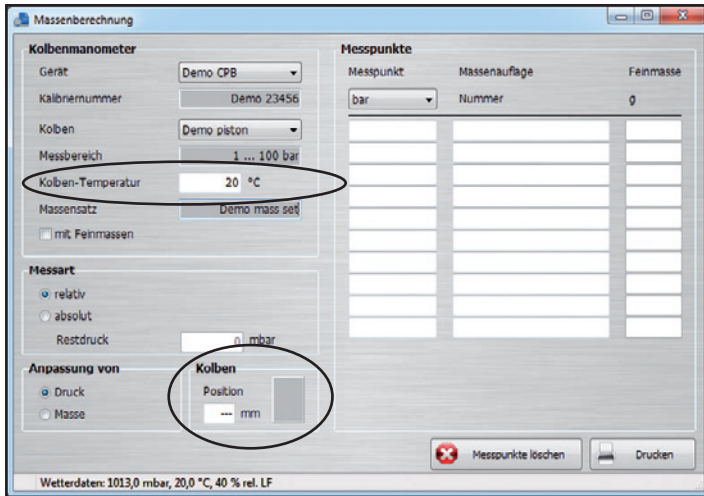 Massenberechnung
Kolbenmanometer
Gerät Demo CPB
Kalibriernummer Demo 23456
Kolben Demo piston
Messbereich 1 ... 100 bar
Kolben-Temperatur 20 °C
Massensatz Demo mass set
mit Feinmassen
Messart
relativ
absolut
Restdruck 0 mbar
Anpassung von
Druck
Masse
Kolben
Position
--- mm
Messpunkte
Messpunkt Massenauflage Feinmasse
bar Nummer g
Messpunkte löschen Drucken
Wetterdaten: 1013,0 mbar, 20,0 °C, 40 % rel. LF